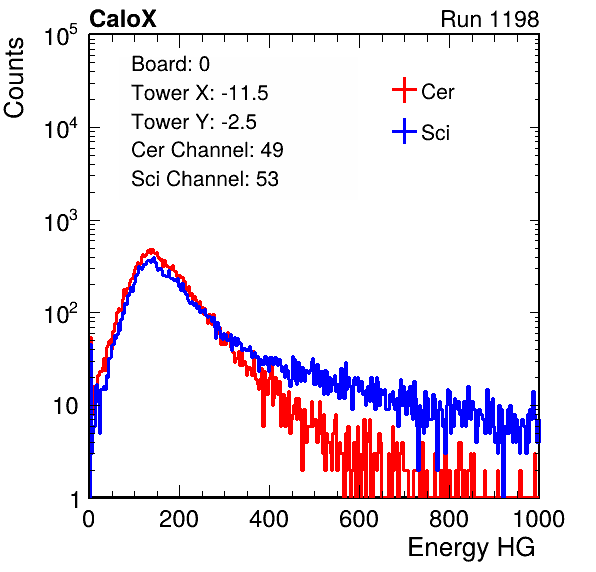 CaloX Run 1198
Counts
10^5
10^4
10^3
10^2
10
1
Board: 0
Tower X: -11.5
Tower Y: -2.5
Cer Channel: 49
Sci Channel: 53
Cer
Sci
0 200 400 600 800 1000
Energy HG